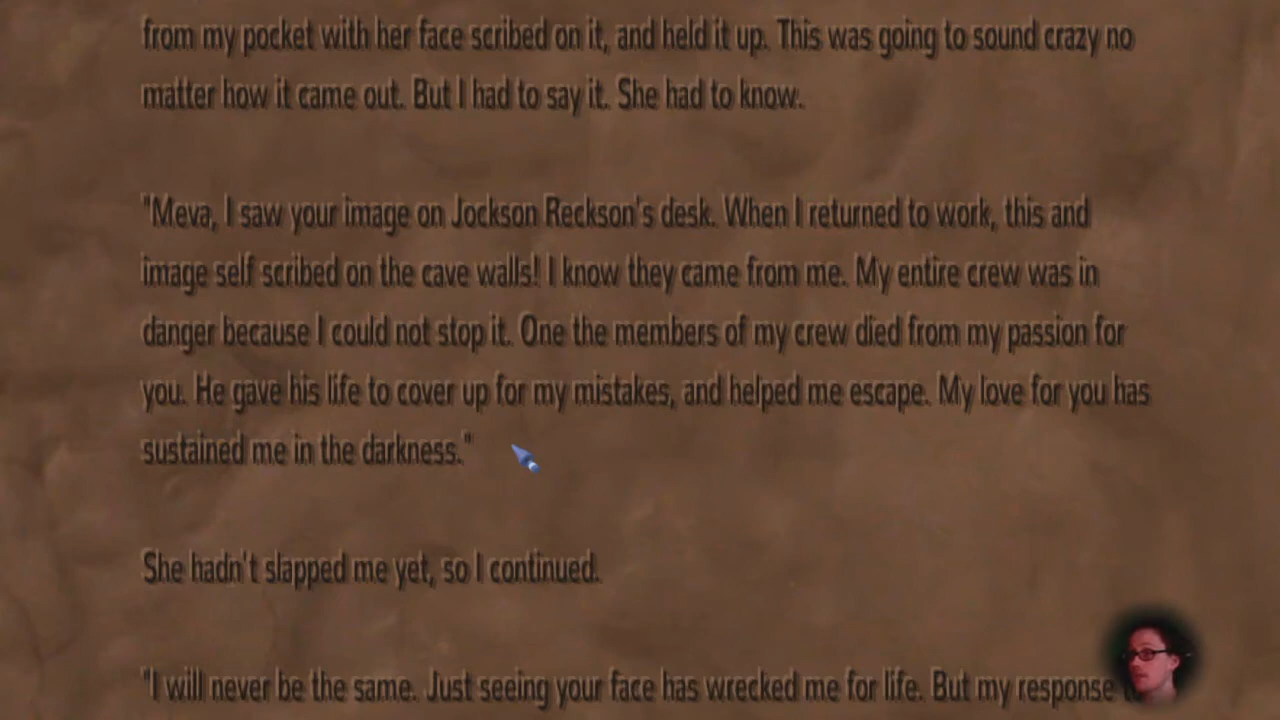 from my pocket with her face scribed on it, and held it up. This was going to sound crazy no
matter how it came out. But I had to say it. She had to know.
"Meva, I saw your image on Jockson Reckson's desk. When I returned to work, this and
image self scribed on the cave walls! I know they came from me. My entire crew was in
danger because I could not stop it. One the members of my crew died from my passion for
you. He gave his life to cover up for my mistakes, and helped me escape. My love for you has
sustained me in the darkness."
She hadn't slapped me yet, so I continued.
"I will never be the same. Just seeing your face has wrecked me for life. But my response